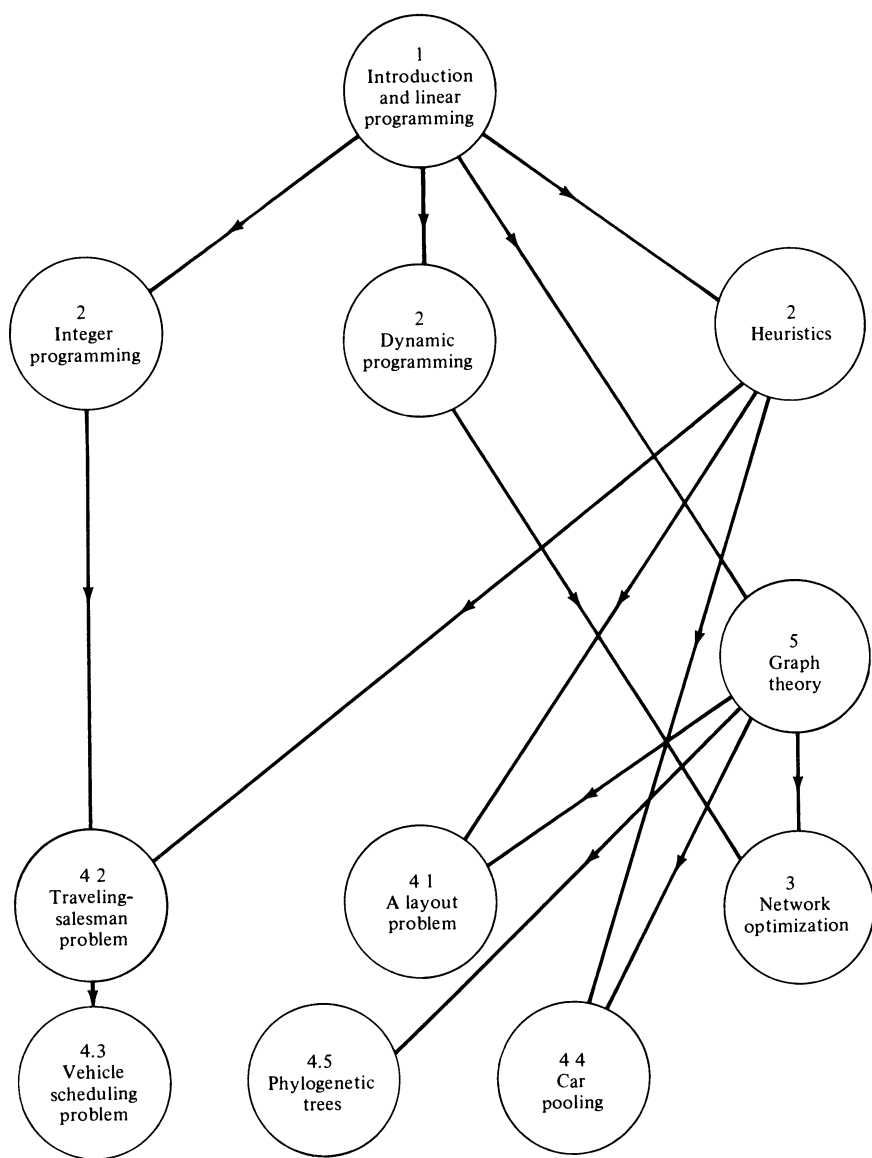 1
Introduction
and linear
programming
2
Integer
programming
2
Dynamic
programming
2
Heuristics
5
Graph
theory
4 2
Traveling-
salesman
problem
4 1
A layout
problem
3
Network
optimization
4.3
Vehicle
scheduling
problem
4.5
Phylogenetic
trees
4 4
Car
pooling